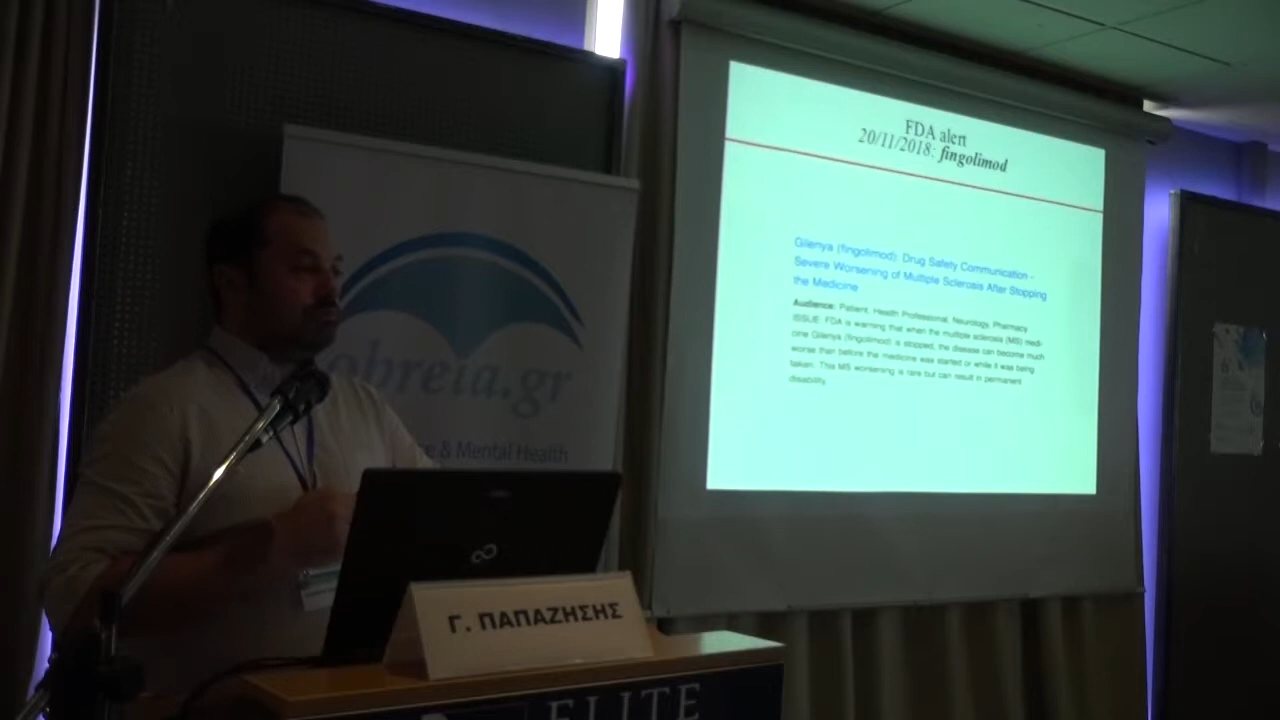 FDA alert
20/11/2018: fingolimod
Gilenya (fingolimod): Drug Safety Communication -
Severe Worsening of Multiple Sclerosis After Stopping
the Medicine
Audience: Patient, Health Professional, Neurology, Pharmacy
ISSUE: FDA is warning that when the multiple sclerosis (MS) medi-
cine Gilenya (fingolimod) is stopped, the disease can become much
worse than before the medicine was started or while it was being
taken. This MS worsening is rare but can result in permanent
disability.
obreia.gr
& Mental Health
Γ. ΠΑΠΑΖΗΣΗΣ
ELITE